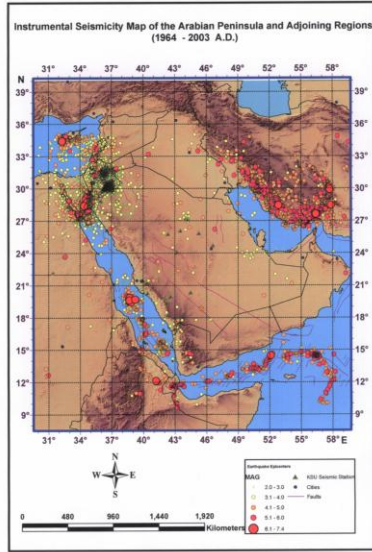 Instrumental Seismicity Map of the Arabian Peninsula and Adjoining Regions
(1964 - 2003 A.D.)
N 31° 34° 37° 40° 43° 46° 49° 52° 55° 58°
39° 39°
36° 36°
33° 33°
30° 30°
27° 27°
24° 24°
21° 21°
18° 18°
15° 15°
12° 12°
9° 9°
31° 34° 37° 40° 43° 46° 49° 52° 55° 58° E
N
W E
S
0 480 960 1,440 1,920
Kilometers
Earthquake Epicenters
MAG
2.0 - 3.0
3.1 - 4.0
4.1 - 5.0
5.1 - 6.0
6.1 - 7.4
KSU Seismic Station
Cities
Faults